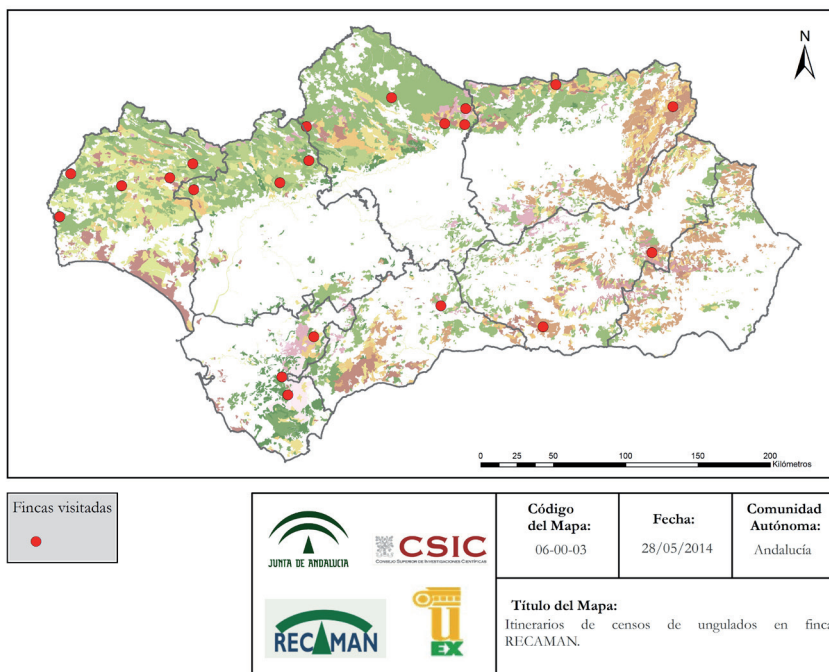 N
0 25 50 100 150 200
Kilómetros
Fincas visitadas
JUNTA DE ANDALUCIA
CSIC
CONSEJO SUPERIOR DE INVESTIGACIONES CIENTÍFICAS
RECAMAN
UEX
Código
del Mapa:
06-00-03
Fecha:
28/05/2014
Comunidad
Autónoma:
Andalucía
Título del Mapa:
Itinerarios de censos de ungulados en finca
RECAMAN.